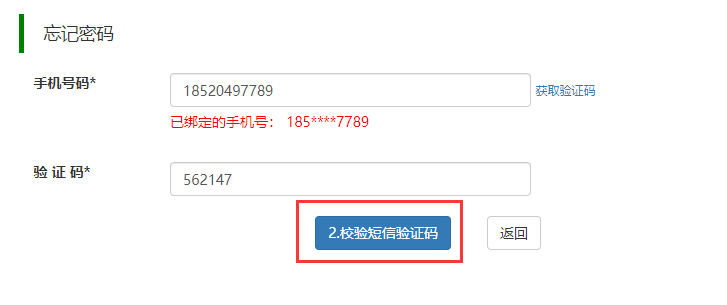 忘记密码
手机号码* 18520497789 获取验证码
已绑定的手机号： 185****7789
验 证 码* 562147
2.校验短信验证码 返回